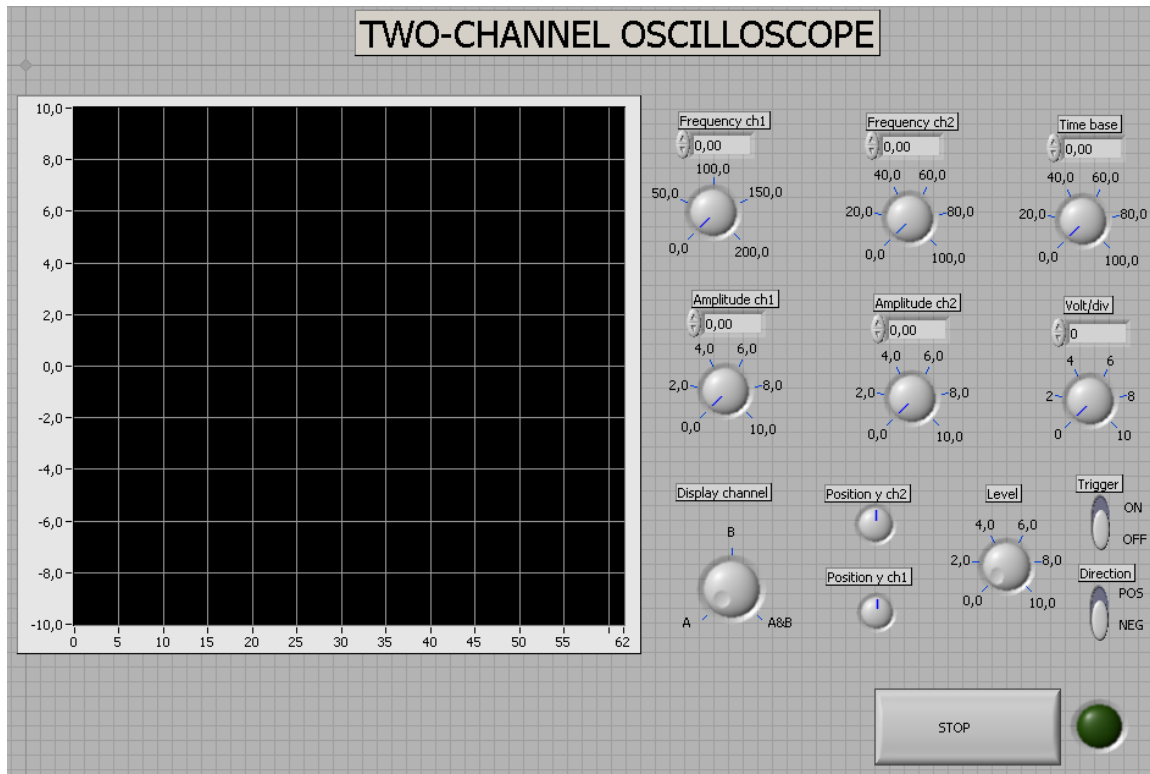 TWO-CHANNEL OSCILLOSCOPE
10,0
8,0
6,0
4,0
2,0
0,0
-2,0
-4,0
-6,0
-8,0
-10,0
0 5 10 15 20 25 30 35 40 45 50 55 62
Frequency ch1
0,00
100,0
50,0 150,0
0,0 200,0
Frequency ch2
0,00
40,0 60,0
20,0 80,0
0,0 100,0
Time base
0,00
40,0 60,0
20,0 80,0
0,0 100,0
Amplitude ch1
0,00
4,0 6,0
2,0 8,0
0,0 10,0
Amplitude ch2
0,00
4,0 6,0
2,0 8,0
0,0 10,0
Volt/div
0
4 6
2 8
0 10
Display channel
B
A A&B
Position y ch2
Position y ch1
Level
4,0 6,0
2,0 8,0
0,0 10,0
Trigger
ON
OFF
Direction
POS
NEG
STOP